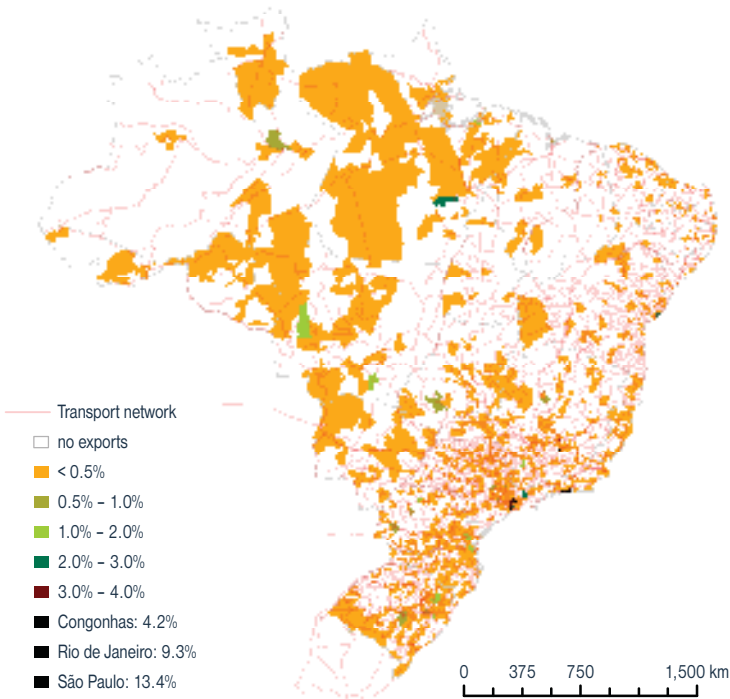 Transport network
no exports
< 0.5%
0.5% – 1.0%
1.0% – 2.0%
2.0% – 3.0%
3.0% – 4.0%
Congonhas: 4.2%
Rio de Janeiro: 9.3%
São Paulo: 13.4%
0 375 750 1,500 km